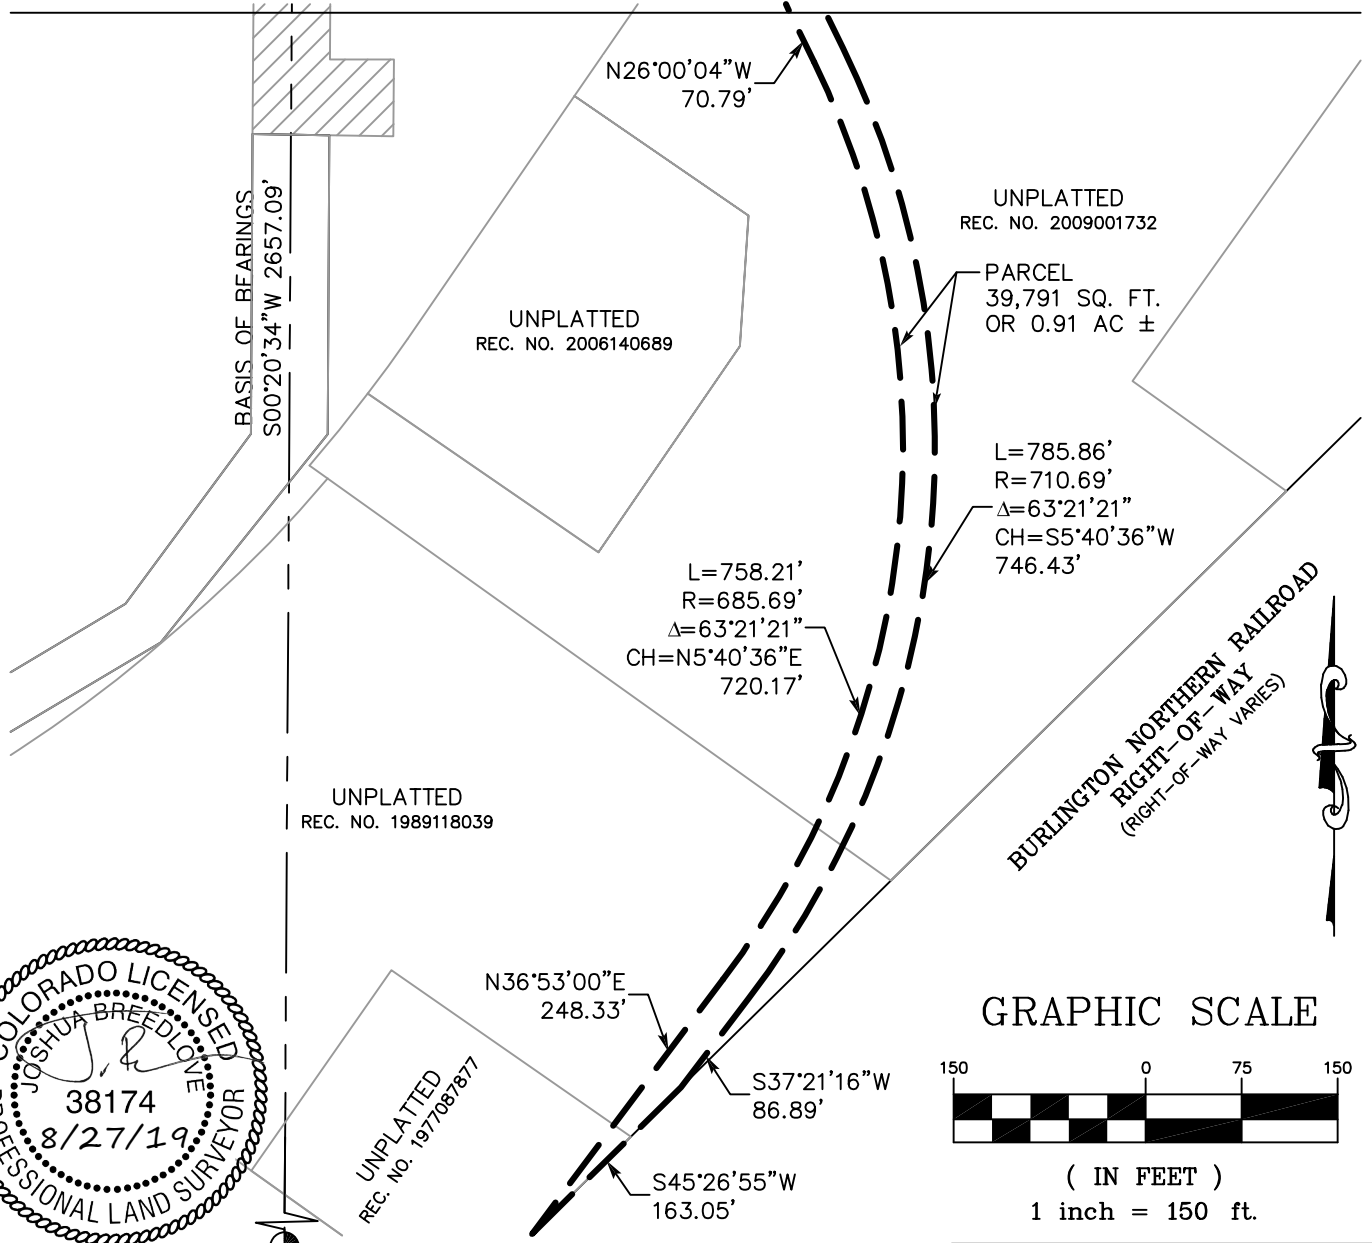 N26°00'04"W
70.79'
UNPLATTED
REC. NO. 2009001732
PARCEL
39,791 SQ. FT.
OR 0.91 AC ±
BASIS OF BEARINGS
S00°20'34"W 2657.09'
UNPLATTED
REC. NO. 2006140689
L=785.86'
R=710.69'
Δ=63°21'21"
CH=S5°40'36"W
746.43'
L=758.21'
R=685.69'
Δ=63°21'21"
CH=N5°40'36"E
720.17'
BURLINGTON NORTHERN RAILROAD
RIGHT-OF-WAY
(RIGHT-OF-WAY VARIES)
UNPLATTED
REC. NO. 1989118039
N36°53'00"E
248.33'
COLORADO LICENSED
JOSHUA BREEDLOVE
38174
8/27/19
PROFESSIONAL LAND SURVEYOR
UNPLATTED
REC. NO. 1977087877
S37°21'16"W
86.89'
S45°26'55"W
163.05'
GRAPHIC SCALE
150 0 75 150
( IN FEET )
1 inch = 150 ft.